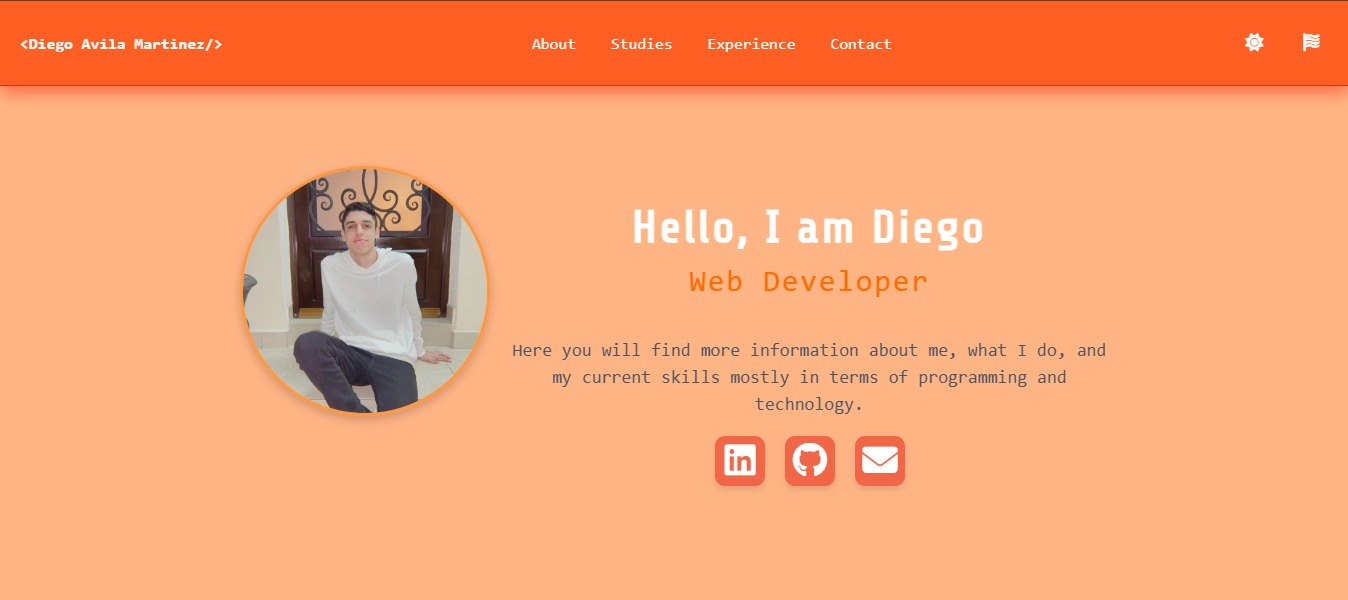 <Diego Avila Martinez/>
About
Studies
Experience
Contact
Hello, I am Diego
Web Developer
Here you will find more information about me, what I do, and
my current skills mostly in terms of programming and
technology.
in